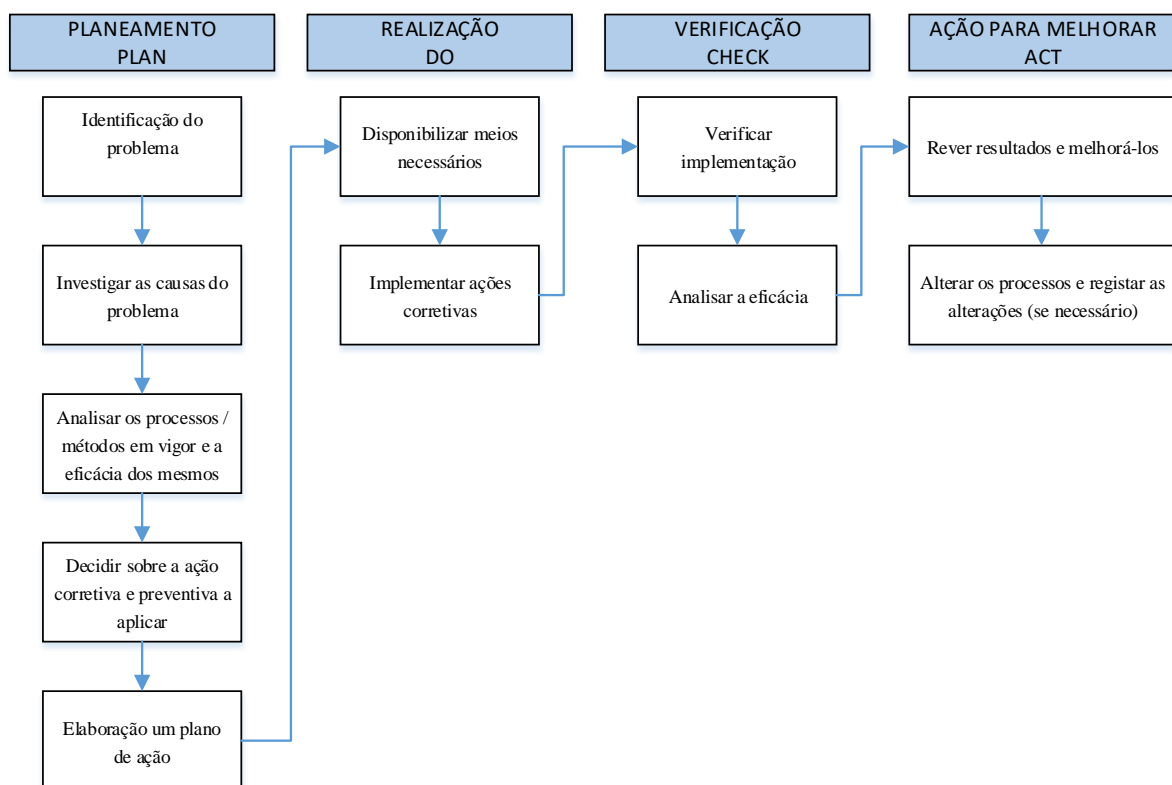 PLANEAMENTO
PLAN
Identificação do
problema
Investigar as causas do
problema
Analisar os processos /
métodos em vigor e a
eficácia dos mesmos
Decidir sobre a ação
corretiva e preventiva a
aplicar
Elaboração um plano
de ação
REALIZAÇÃO
DO
Disponibilizar meios
necessários
Implementar ações
corretivas
VERIFICAÇÃO
CHECK
Verificar
implementação
Analisar a eficácia
AÇÃO PARA MELHORAR
ACT
Rever resultados e melhorá-los
Alterar os processos e registar as
alterações (se necessário)